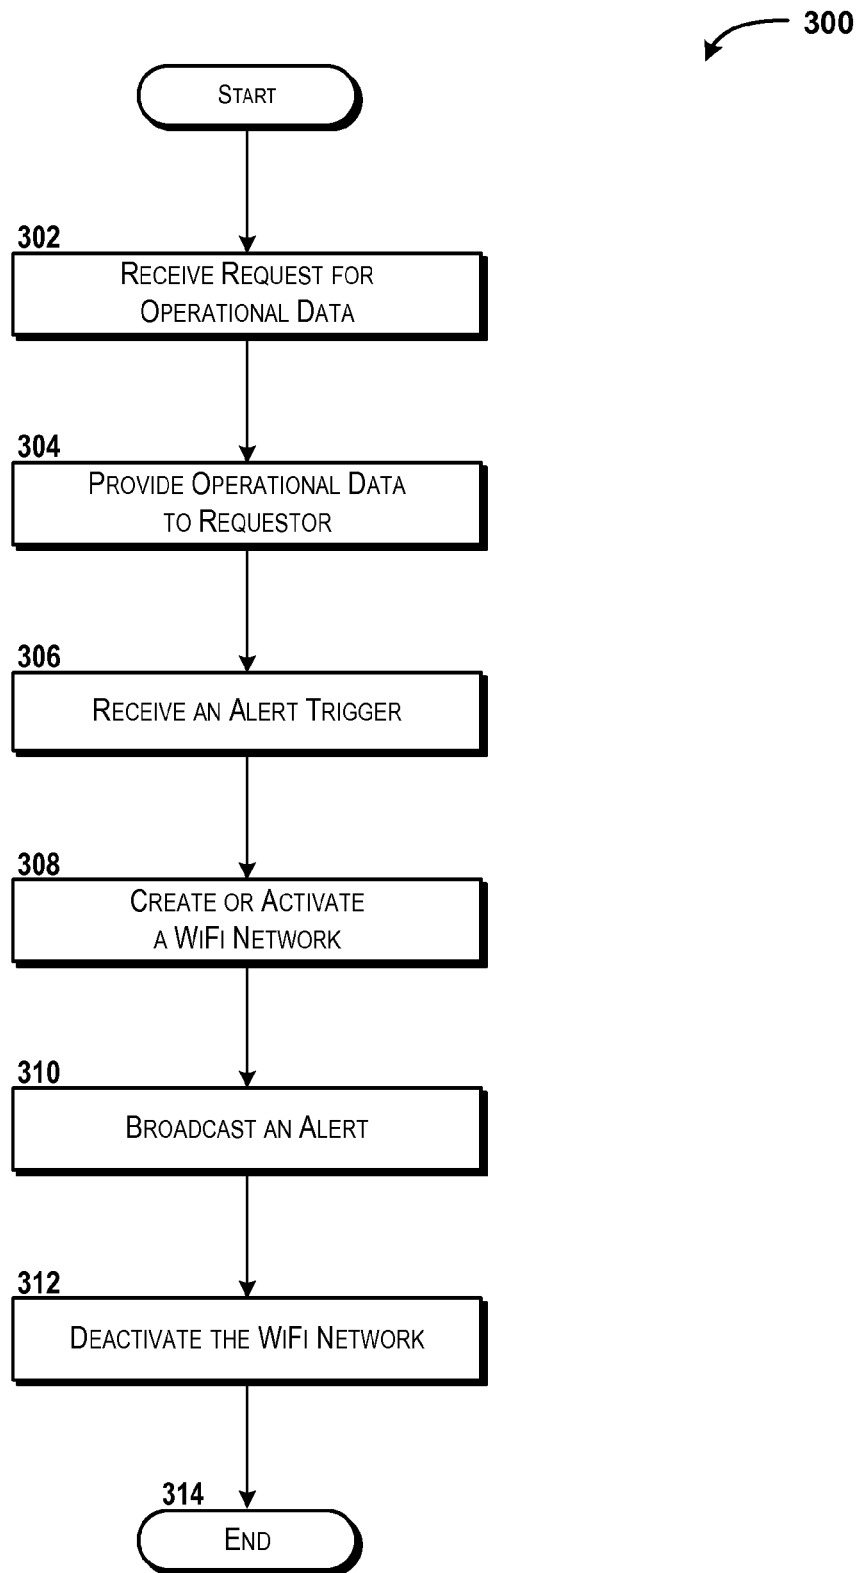 300
START
302
RECEIVE REQUEST FOR
OPERATIONAL DATA
304
PROVIDE OPERATIONAL DATA
TO REQUESTOR
306
RECEIVE AN ALERT TRIGGER
308
CREATE OR ACTIVATE
A WIFI NETWORK
310
BROADCAST AN ALERT
312
DEACTIVATE THE WIFI NETWORK
314
END